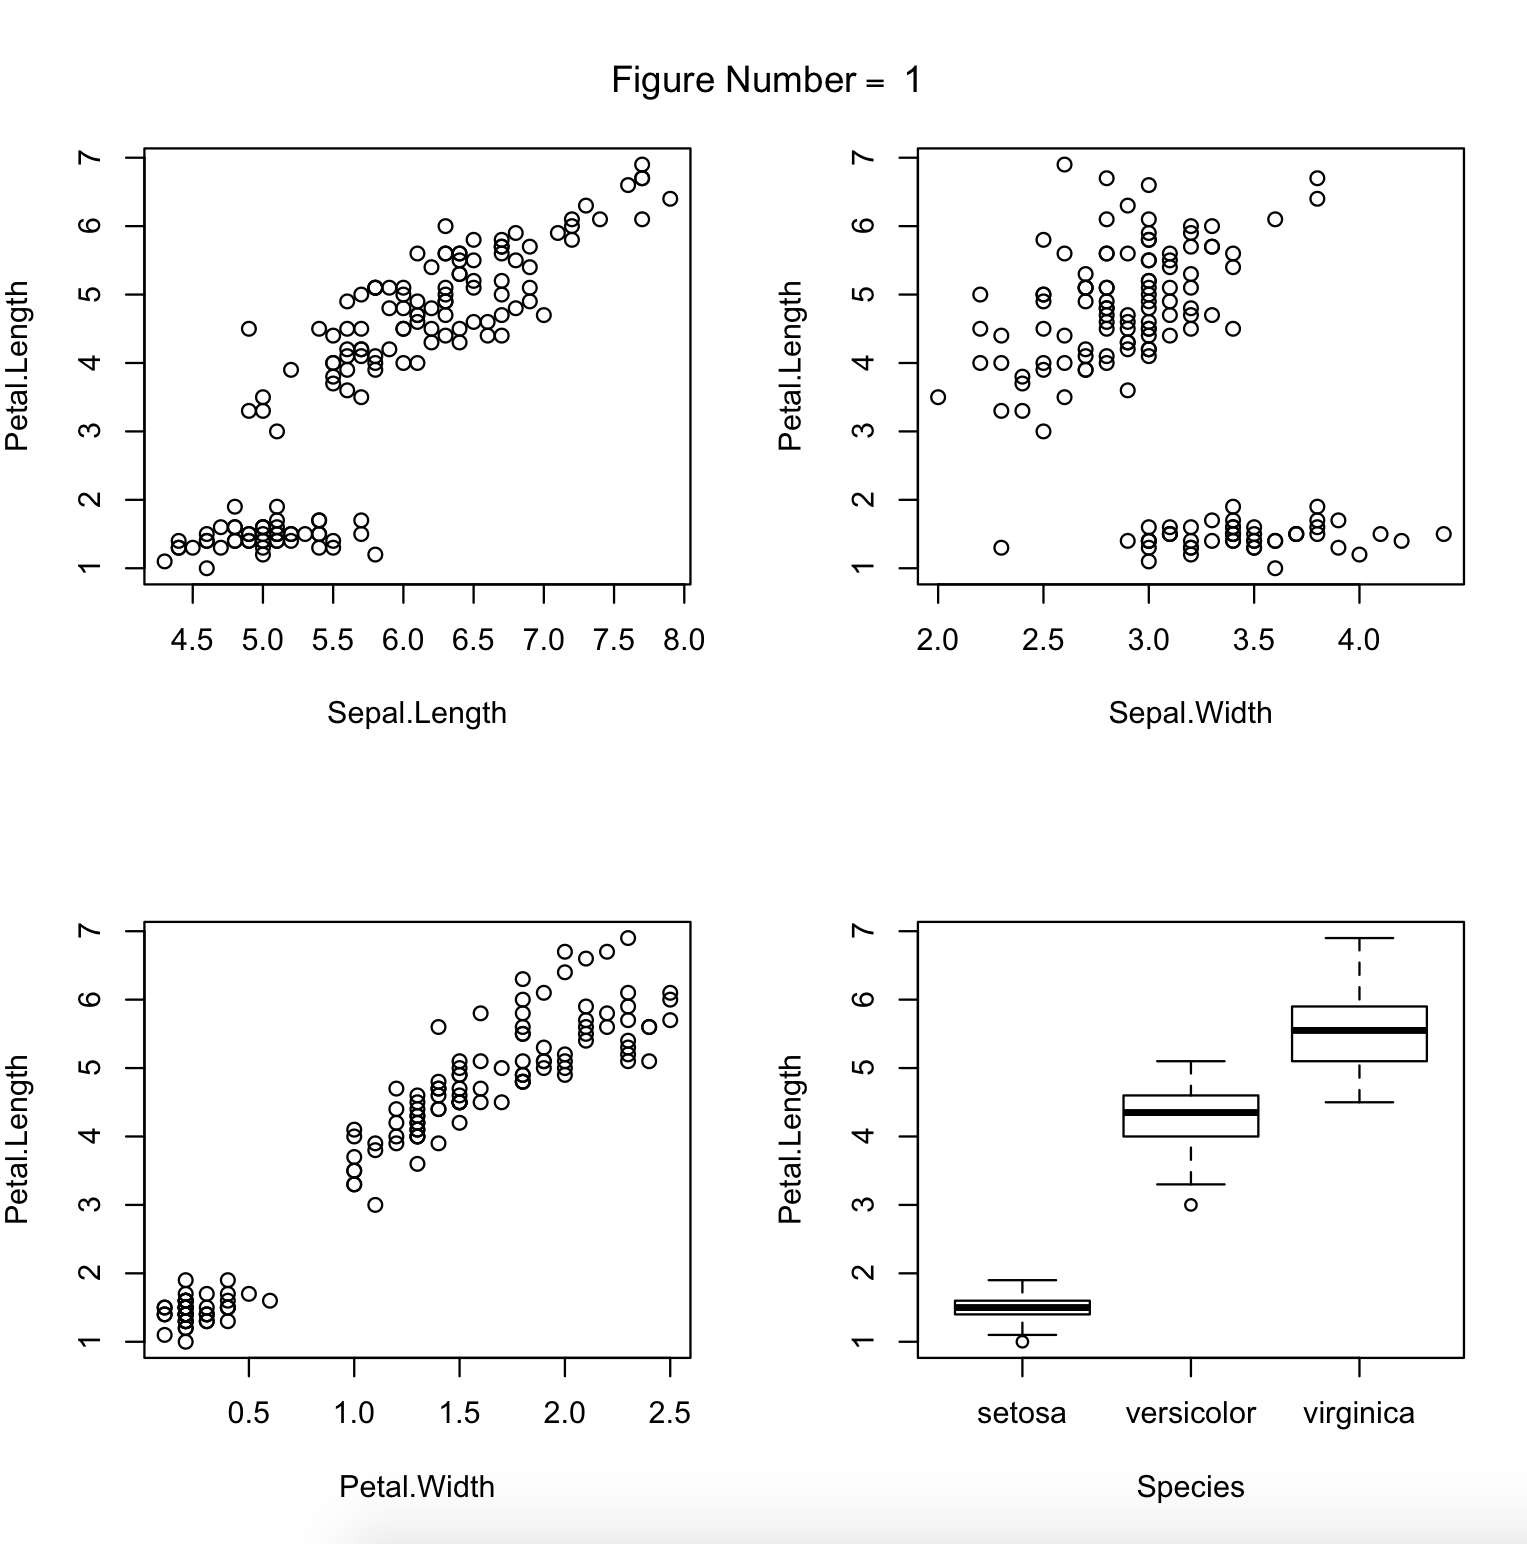 Figure Number = 1
7
6
5
4
3
2
1
Petal.Length
4.5 5.0 5.5 6.0 6.5 7.0 7.5 8.0
Sepal.Length
7
6
5
4
3
2
1
Petal.Length
2.0 2.5 3.0 3.5 4.0
Sepal.Width
7
6
5
4
3
2
1
Petal.Length
0.5 1.0 1.5 2.0 2.5
Petal.Width
7
6
5
4
3
2
1
Petal.Length
setosa versicolor virginica
Species